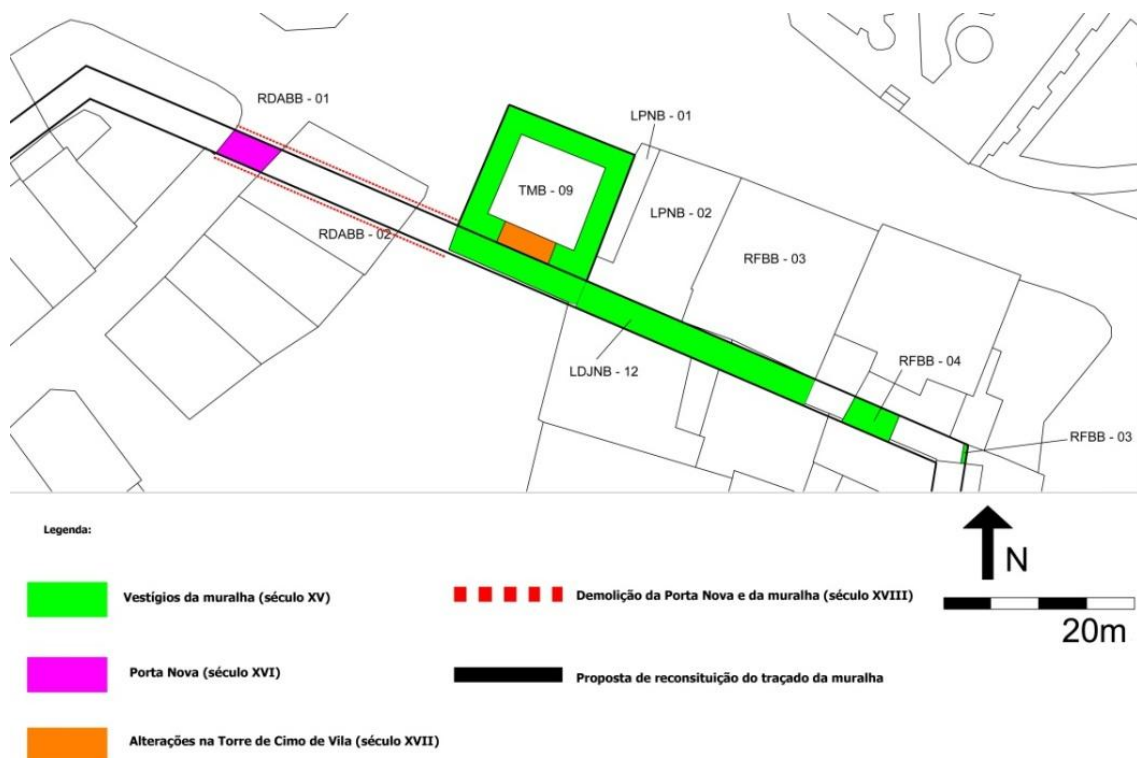 RDABB - 01
LPNB - 01
TMB - 09
LPNB - 02
RDABB - 02
RFBB - 03
RFBB - 04
LDJNB - 12
RFBB - 03
Legenda:
N
Vestígios da muralha (século XV)
Demolição da Porta Nova e da muralha (século XVIII)
20m
Porta Nova (século XVI)
Proposta de reconsituição do traçado da muralha
Alterações na Torre de Cimo de Vila (século XVII)